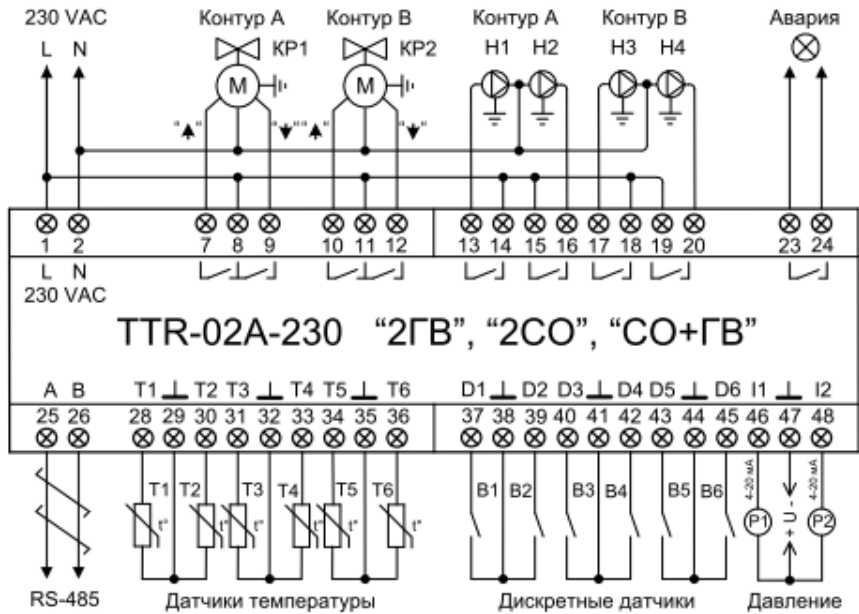 230 VAC Контур А Контур В Контур А Контур В Авария
L N КР1 КР2 Н1 Н2 Н3 Н4
М М
1 2 7 8 9 10 11 12 13 14 15 16 17 18 19 20 23 24
L N
230 VAC
TTR-02A-230 “2ГВ”, “2СО”, “СО+ГВ”
A B T1 T2 T3 T4 T5 T6 D1 D2 D3 D4 D5 D6 I1 I2
25 26 28 29 30 31 32 33 34 35 36 37 38 39 40 41 42 43 44 45 46 47 48
T1 T2 T3 T4 T5 T6 B1 B2 B3 B4 B5 B6 4-20 мА + U - 4-20 мА
t° t° t° t° t° t° P1 P2
RS-485 Датчики температуры Дискретные датчики Давление